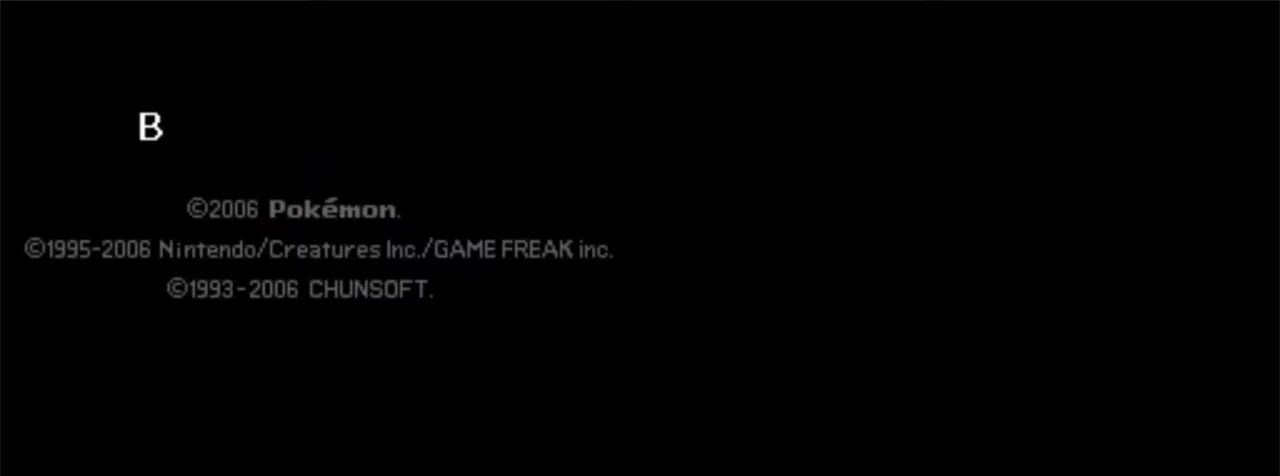 B
©2006 Pokémon.
©1995-2006 Nintendo/Creatures Inc./GAME FREAK inc.
©1993-2006 CHUNSOFT.